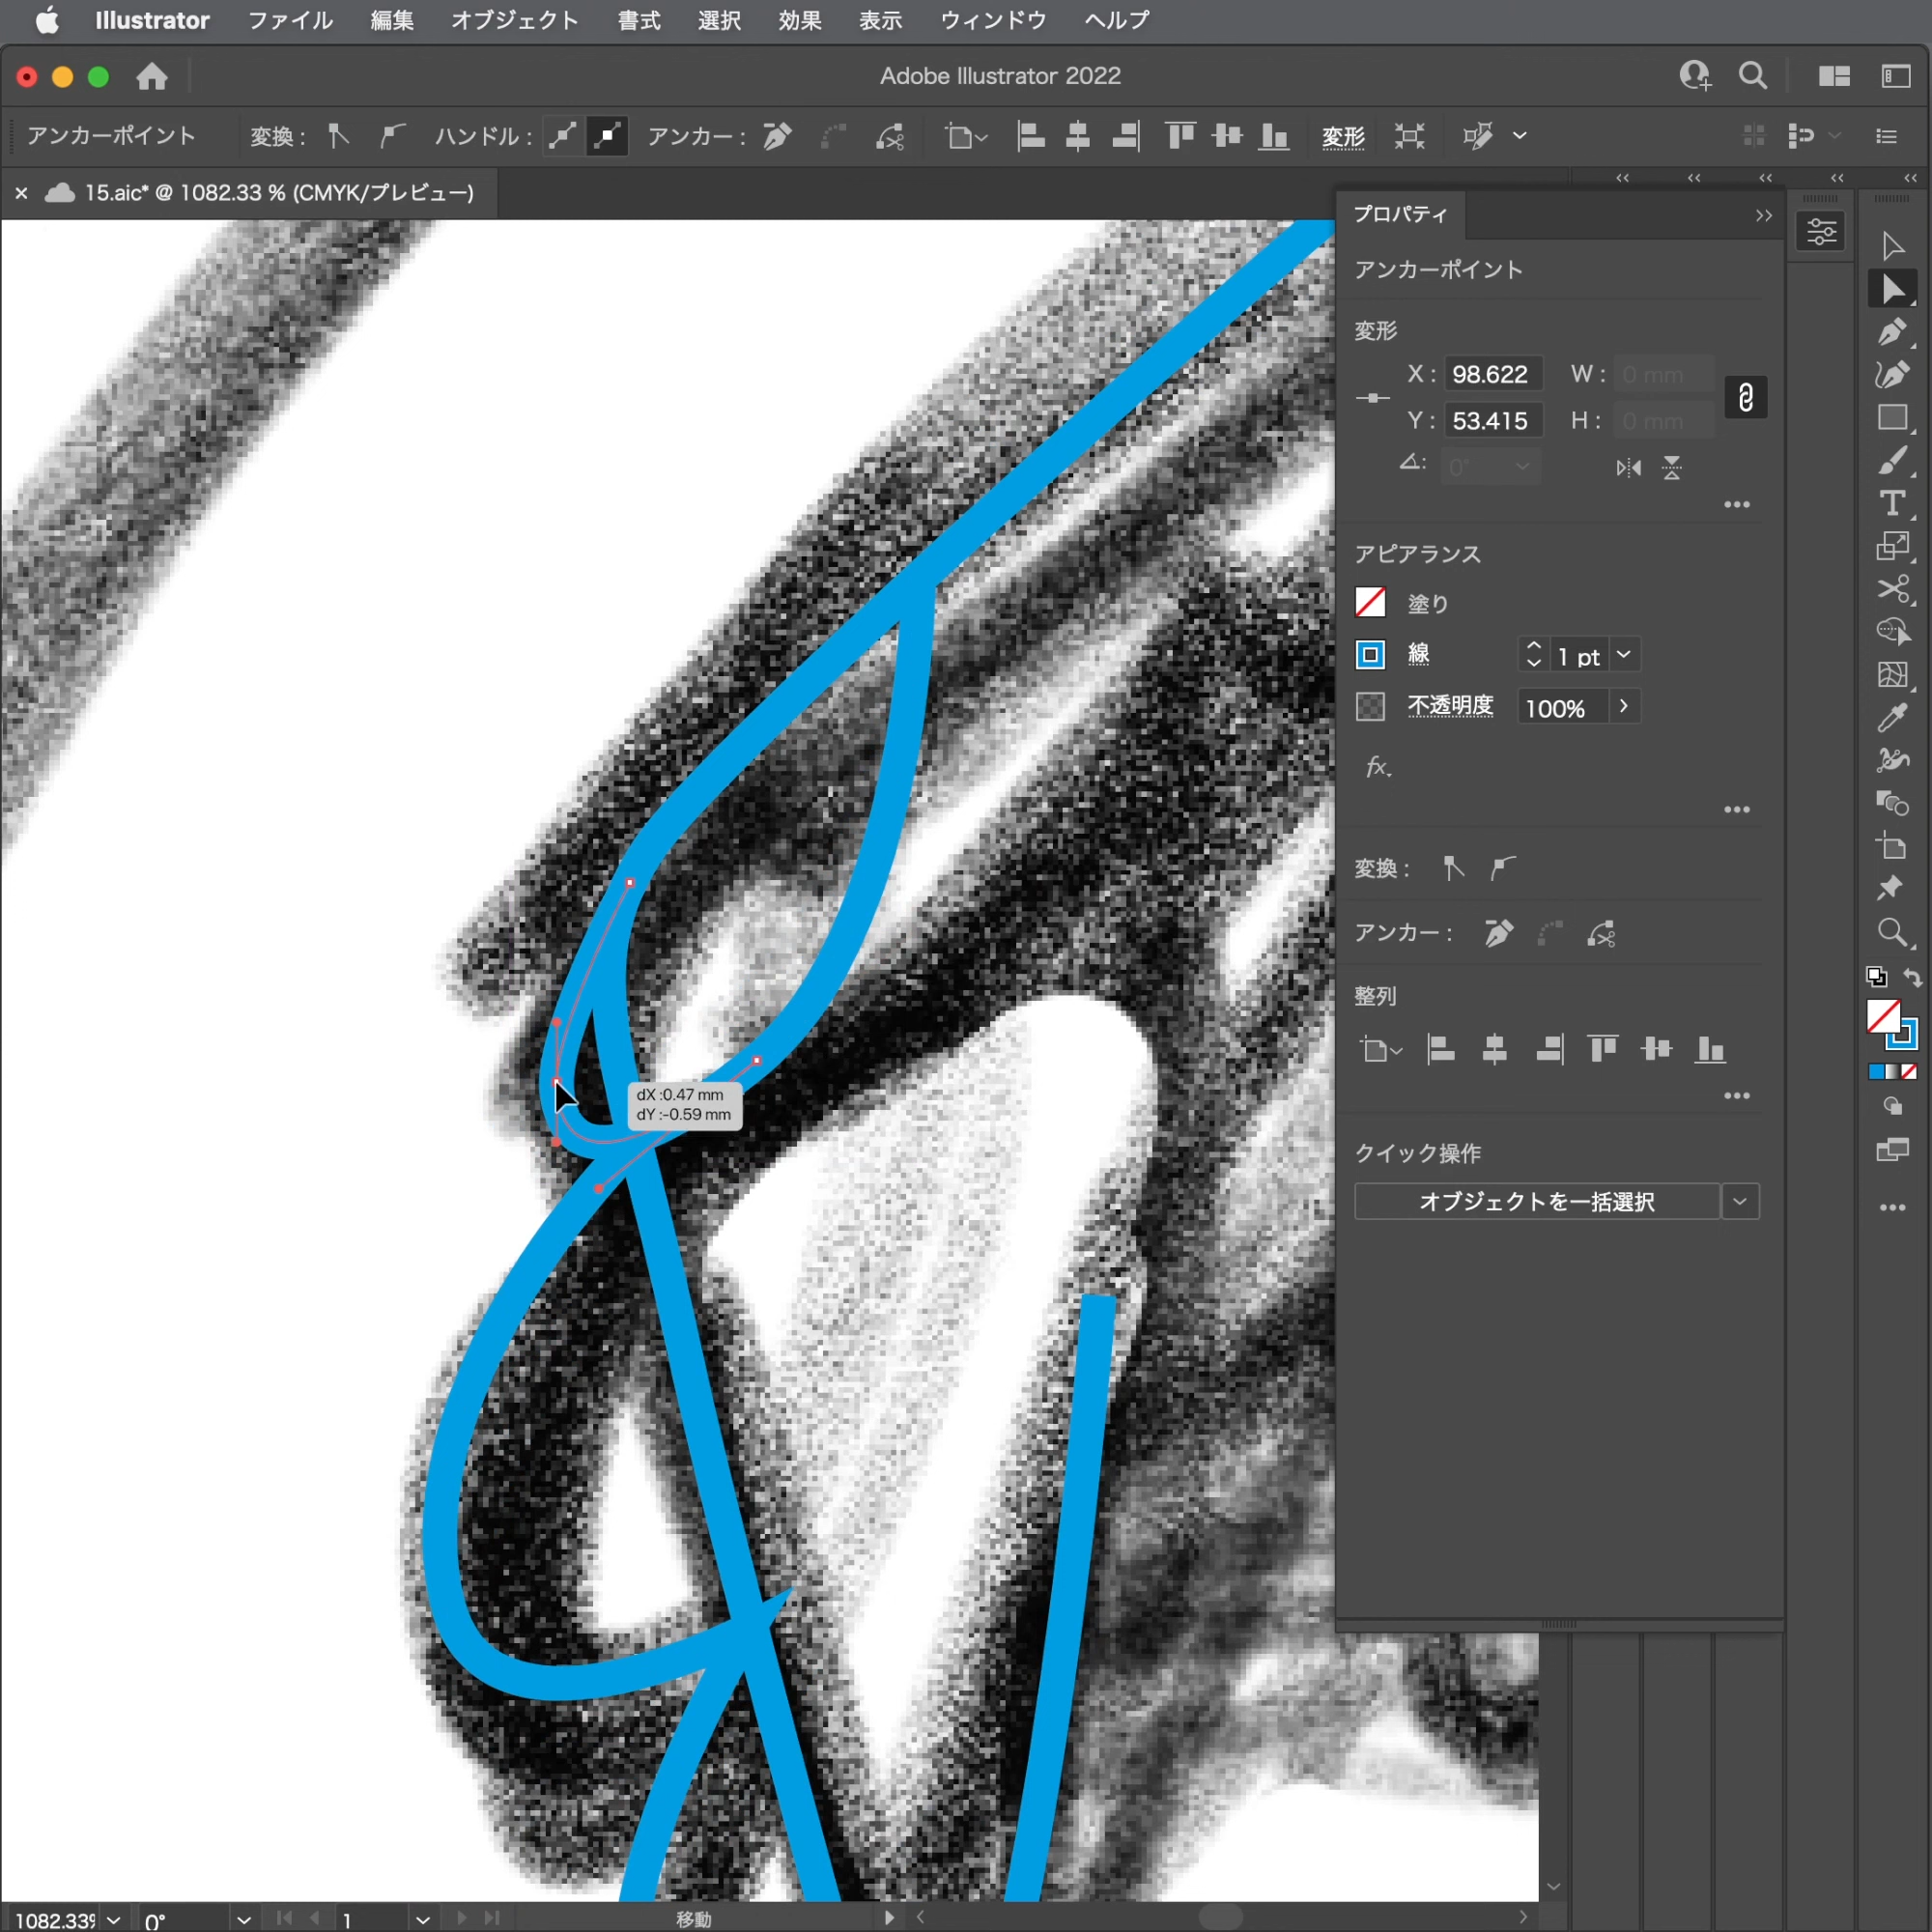 Illustrator ファイル 編集 オブジェクト 書式 選択 効果 表示 ウィンドウ ヘルプ
Adobe Illustrator 2022
アンカーポイント 変換： ハンドル： アンカー： 変形
15.aic* @ 1082.33 % (CMYK/プレビュー)
プロパティ
アンカーポイント
変形
X： 98.622 W： 0 mm
Y： 53.415 H： 0 mm
0°
アピアランス
塗り
線 1 pt
不透明度 100%
fx.
変換：
アンカー：
整列
dX :0.47 mm
dY :-0.59 mm
クイック操作
オブジェクトを一括選択
1082.339 0° 1 移動